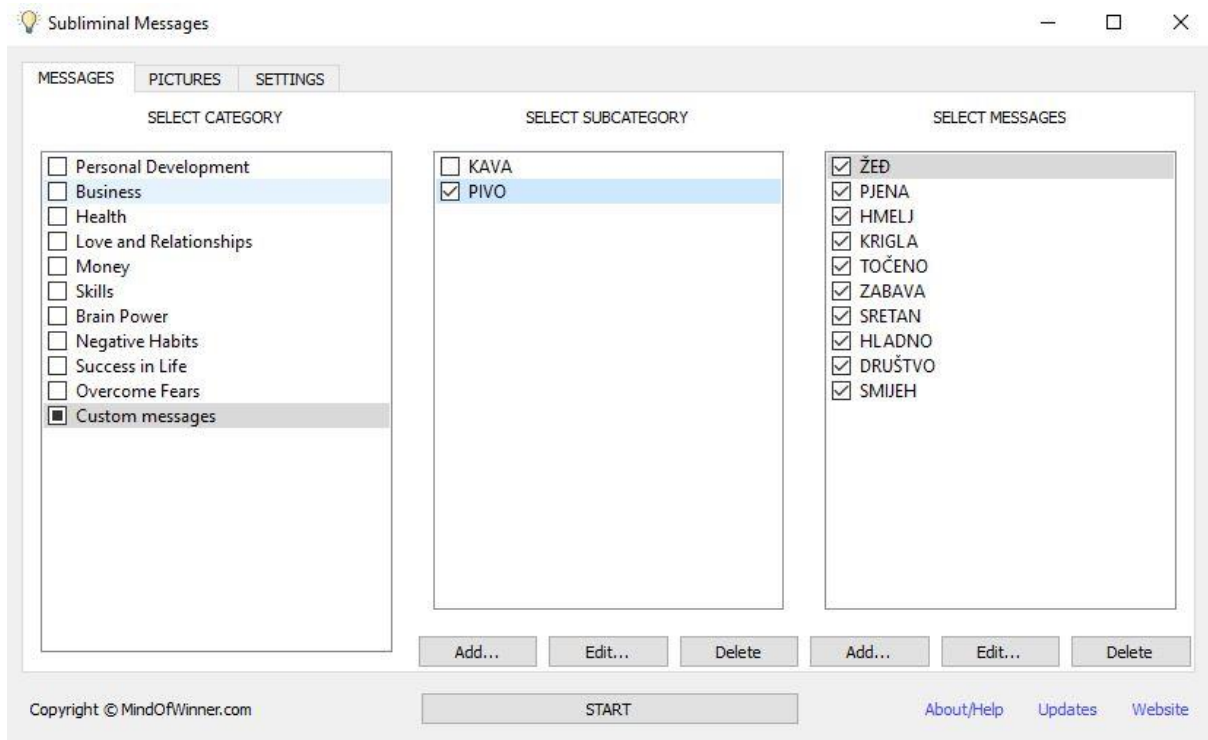 Subliminal Messages
MESSAGES PICTURES SETTINGS
SELECT CATEGORY
Personal Development
Business
Health
Love and Relationships
Money
Skills
Brain Power
Negative Habits
Success in Life
Overcome Fears
Custom messages
SELECT SUBCATEGORY
KAVA
PIVO
Add... Edit... Delete
SELECT MESSAGES
ŽEĐ
PJENA
HMELJ
KRIGLA
TOČENO
ZABAVA
SRETAN
HLADNO
DRUŠTVO
SMIJEH
Add... Edit... Delete
Copyright © MindOfWinner.com START About/Help Updates Website